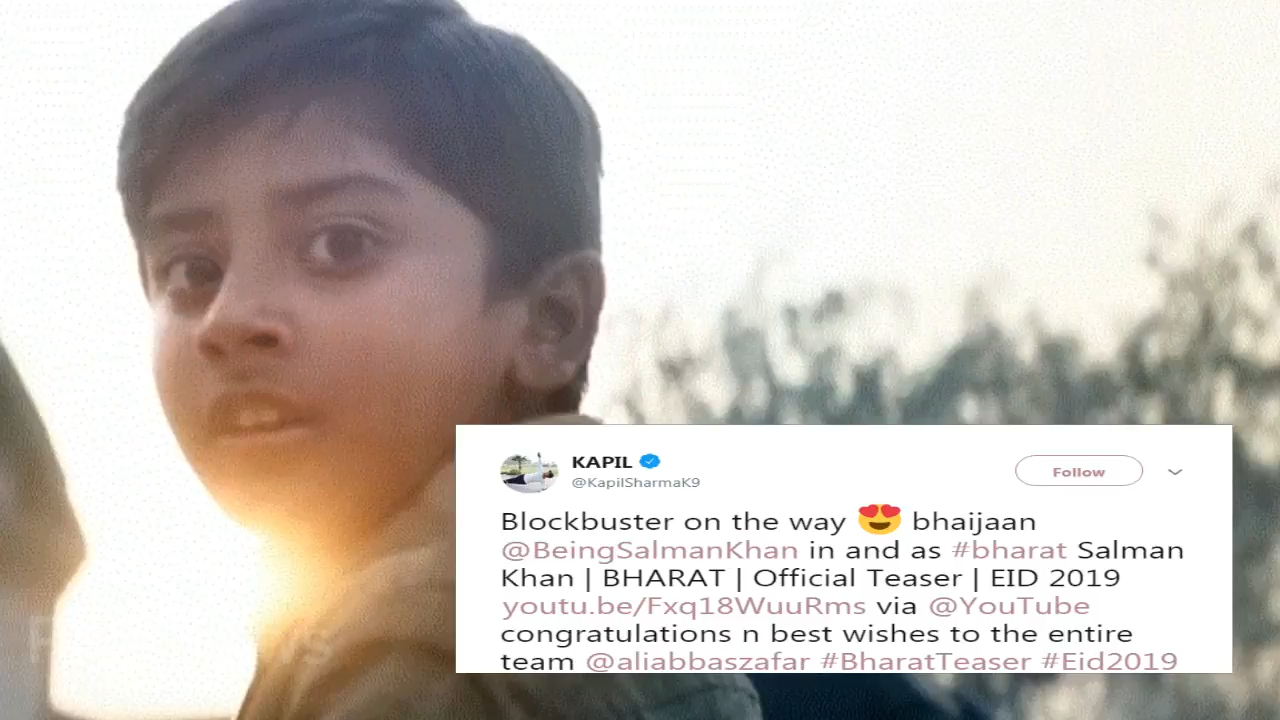 KAPIL
@KapilSharmaK9
Follow
Blockbuster on the way 😍 bhaijaan
@BeingSalmanKhan in and as #bharat Salman
Khan | BHARAT | Official Teaser | EID 2019
youtu.be/Fxq18WuuRms via @YouTube
congratulations n best wishes to the entire
team @aliabbaszafar #BharatTeaser #Eid2019